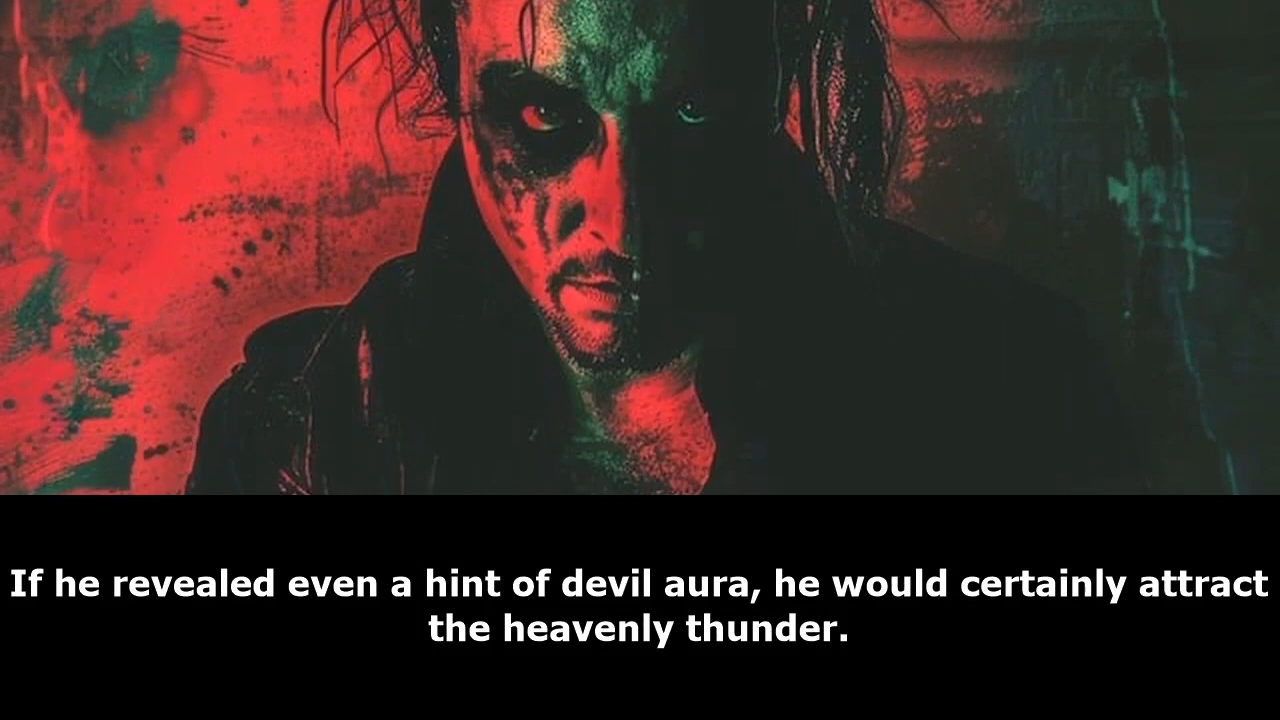 If he revealed even a hint of devil aura, he would certainly attract
the heavenly thunder.